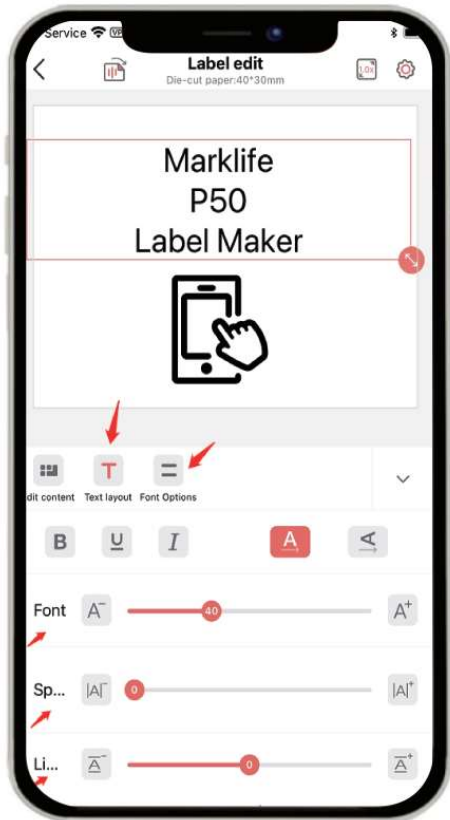 Service VP
Label edit
Die-cut paper:40*30mm
1.0x
Marklife
P50
Label Maker
T
dit content Text layout Font Options
B U I A A
Font A- 40 A+
Sp... |A|- 0 |A|+
Li... A- 0 A+